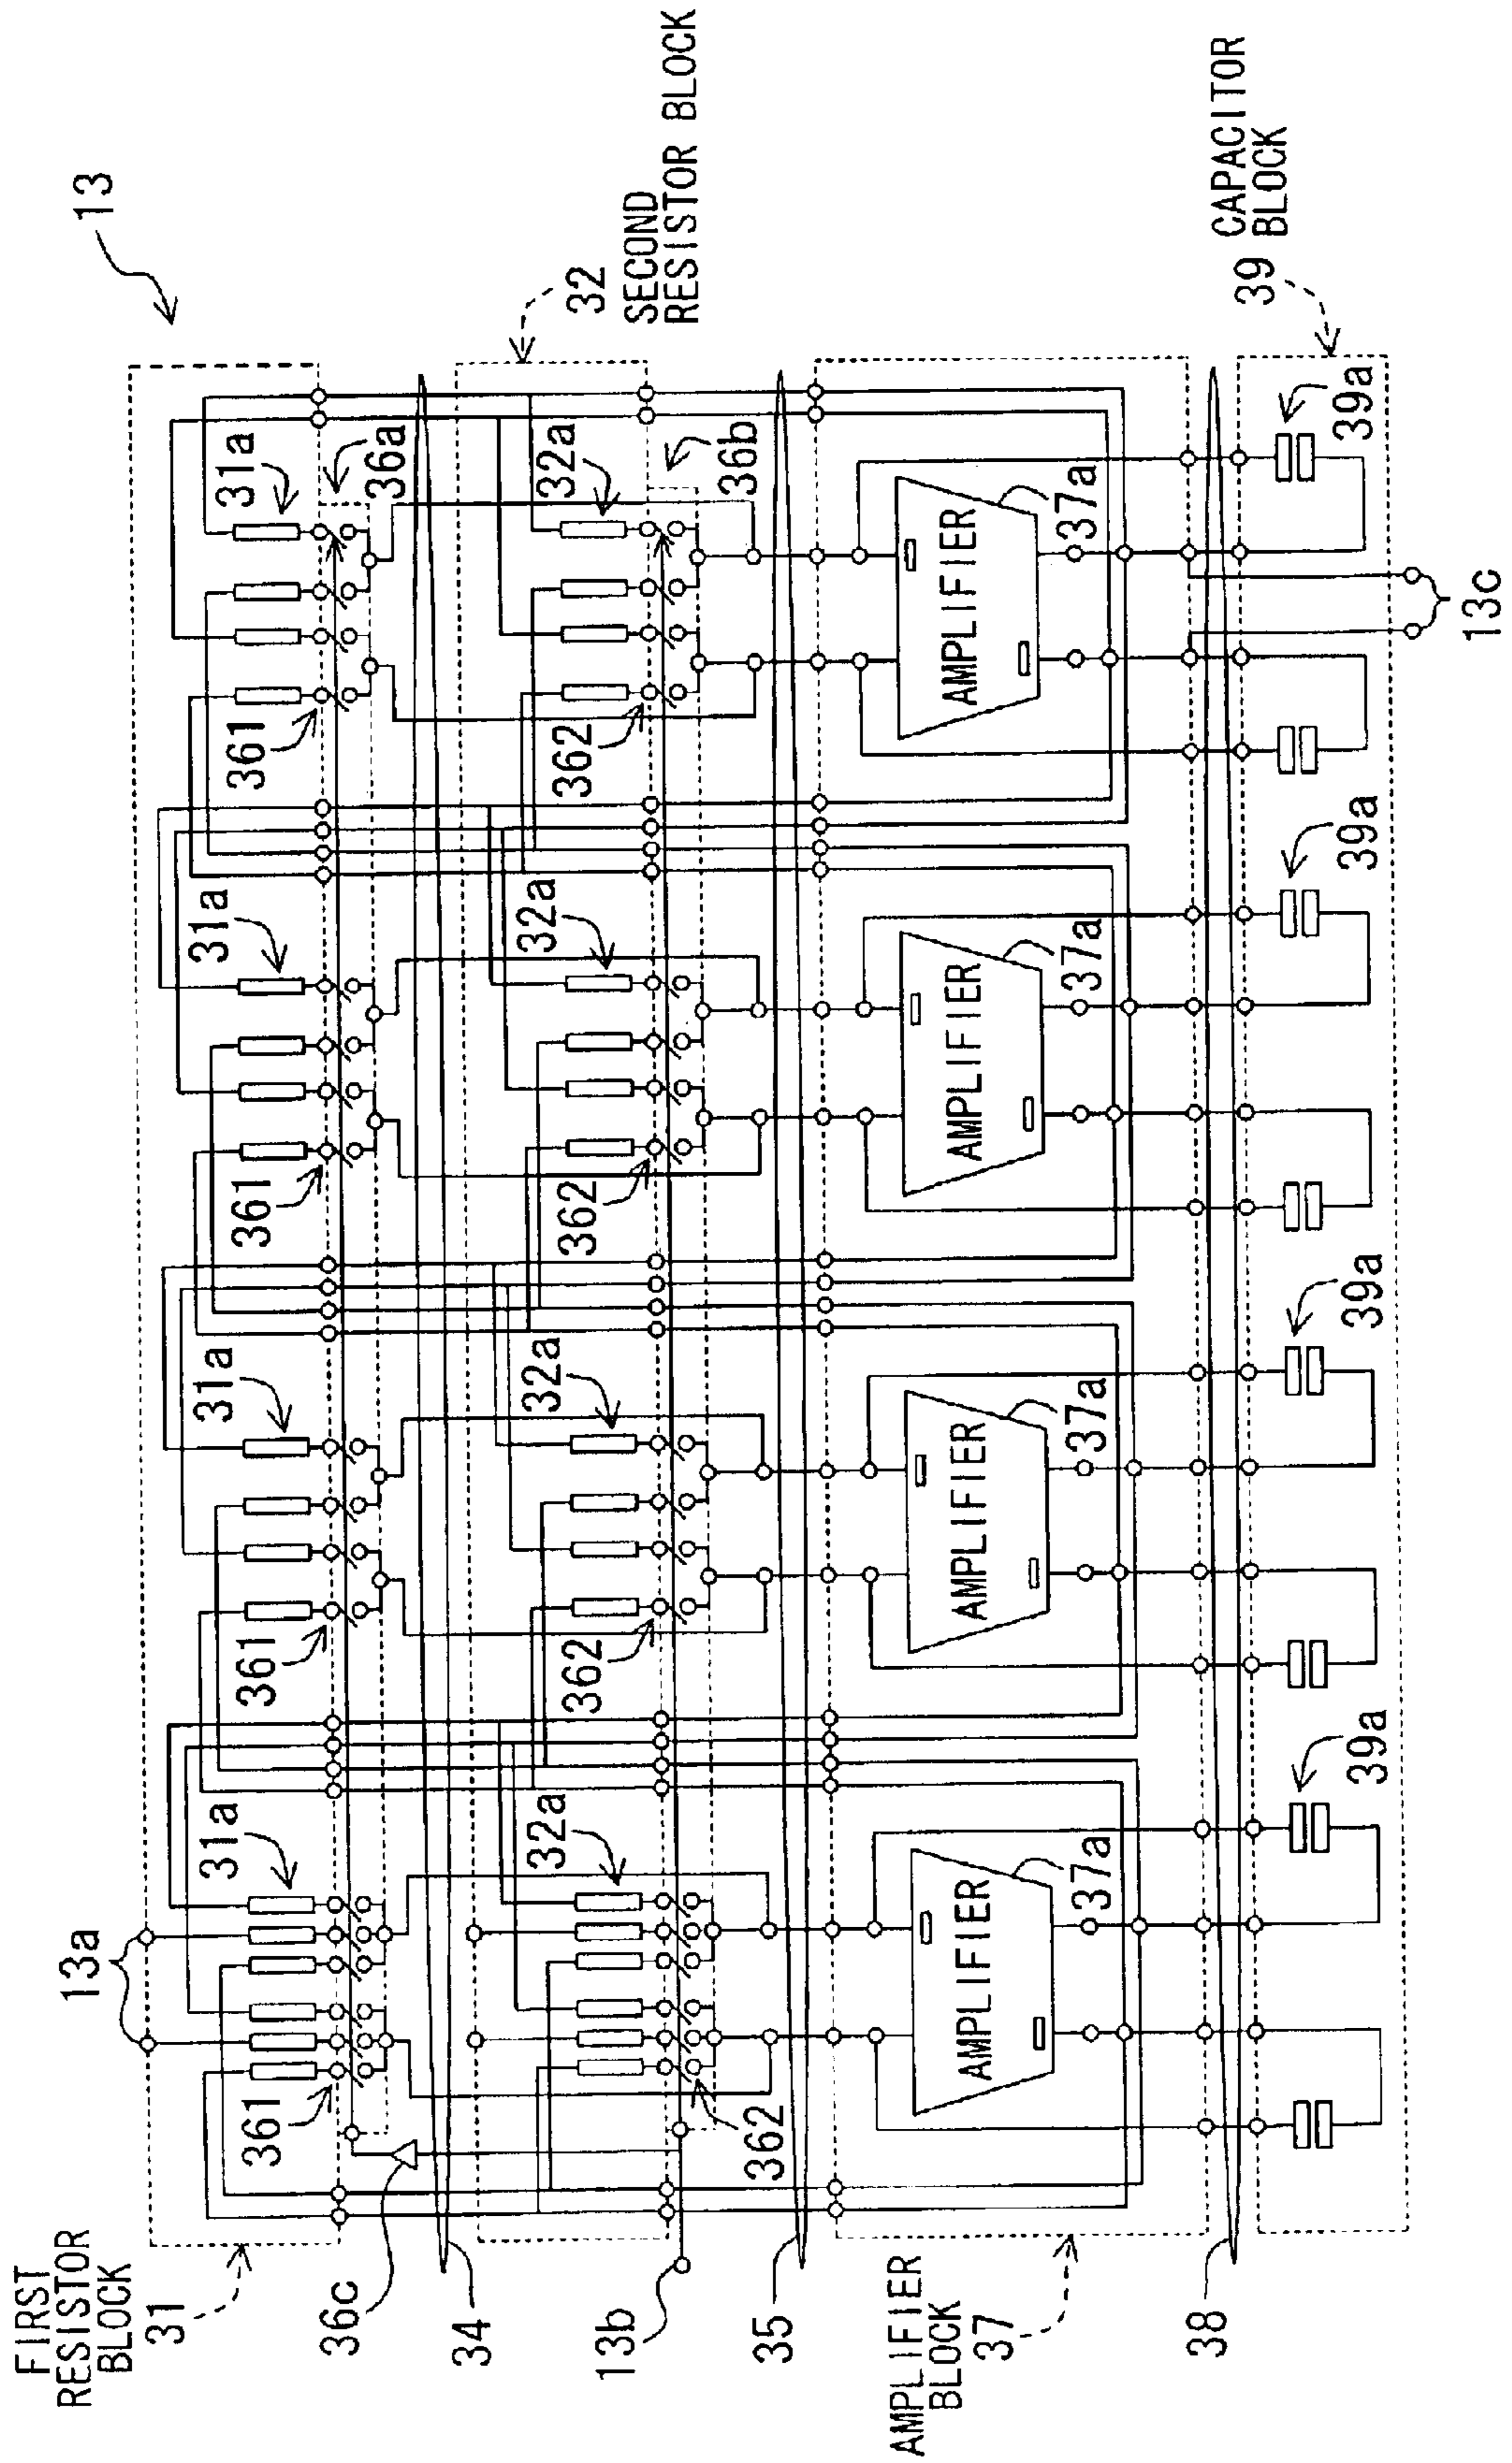 13
FIRST
RESISTOR
BLOCK
31
13a
31a
31a
31a
31a
361
361
361
361
36a
36c
34
32
SECOND
RESISTOR BLOCK
32a
32a
32a
32a
362
362
362
362
36b
13b
35
AMPLIFIER
BLOCK
37
AMPLIFIER
AMPLIFIER
AMPLIFIER
AMPLIFIER
37a
37a
37a
37a
38
CAPACITOR
BLOCK
39
39a
39a
39a
39a
13c